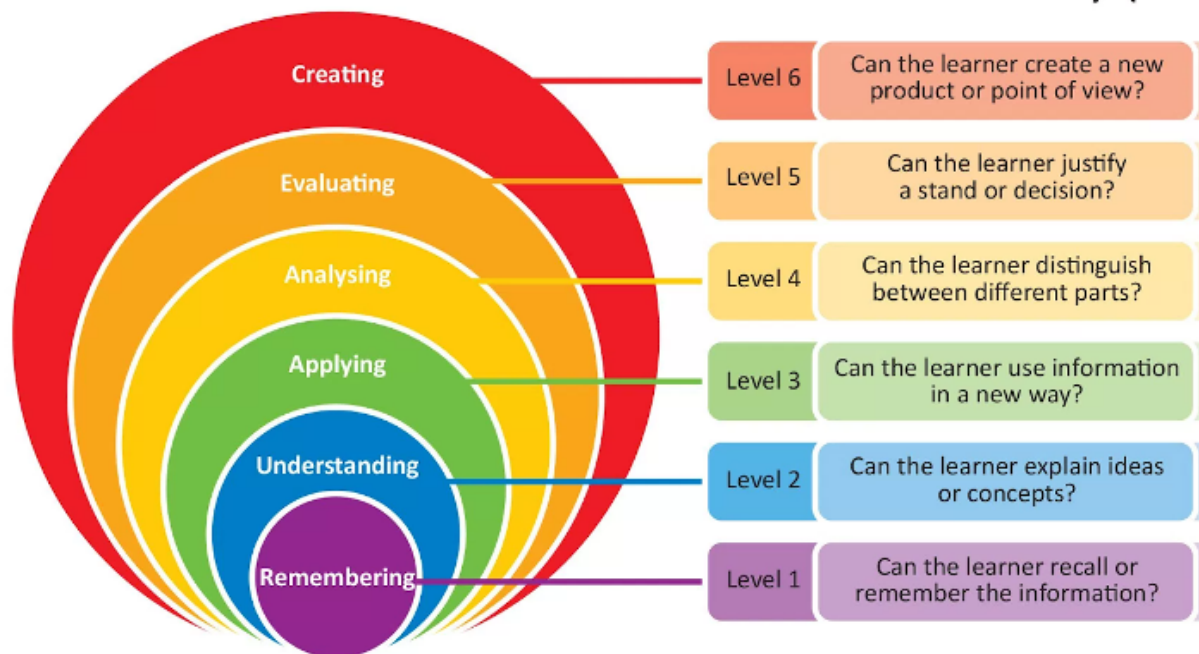 Creating
Level 6
Can the learner create a new
product or point of view?
Evaluating
Level 5
Can the learner justify
a stand or decision?
Analysing
Level 4
Can the learner distinguish
between different parts?
Applying
Level 3
Can the learner use information
in a new way?
Understanding
Level 2
Can the learner explain ideas
or concepts?
Remembering
Level 1
Can the learner recall or
remember the information?